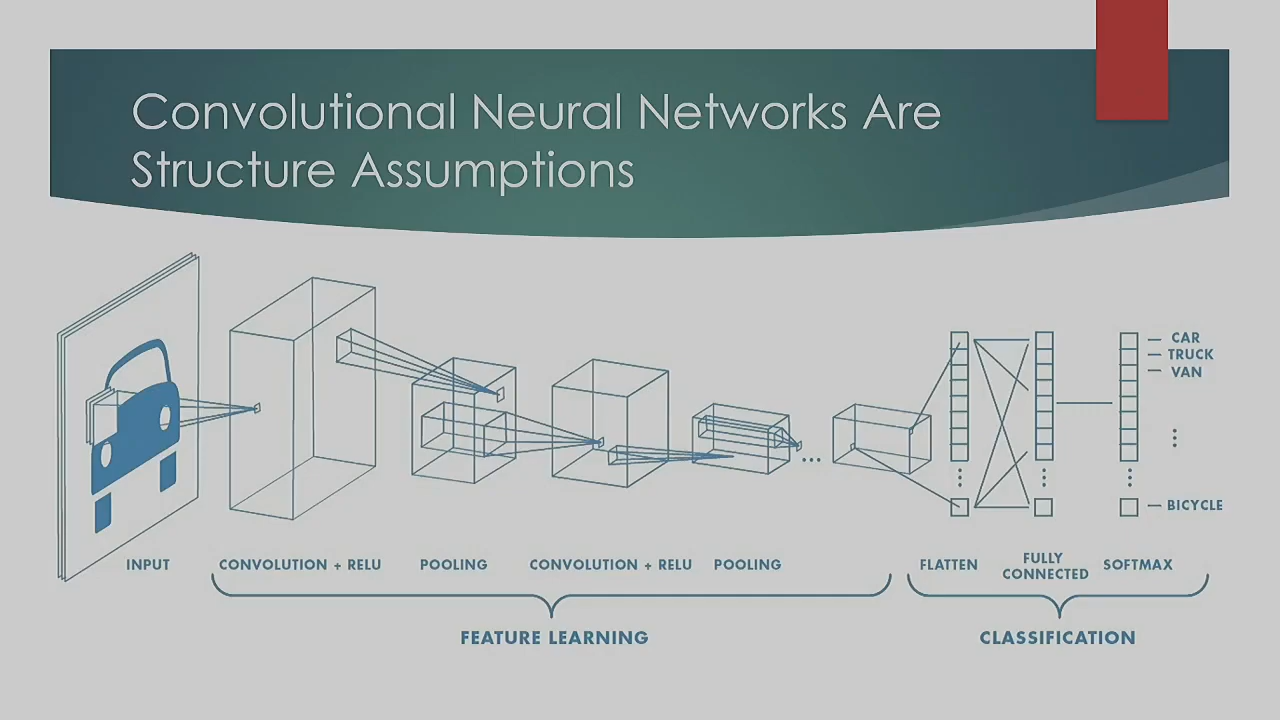 Convolutional Neural Networks Are
Structure Assumptions
CAR
TRUCK
VAN
...
BICYCLE
INPUT
CONVOLUTION + RELU
POOLING
CONVOLUTION + RELU
POOLING
FLATTEN
FULLY
CONNECTED
SOFTMAX
FEATURE LEARNING
CLASSIFICATION